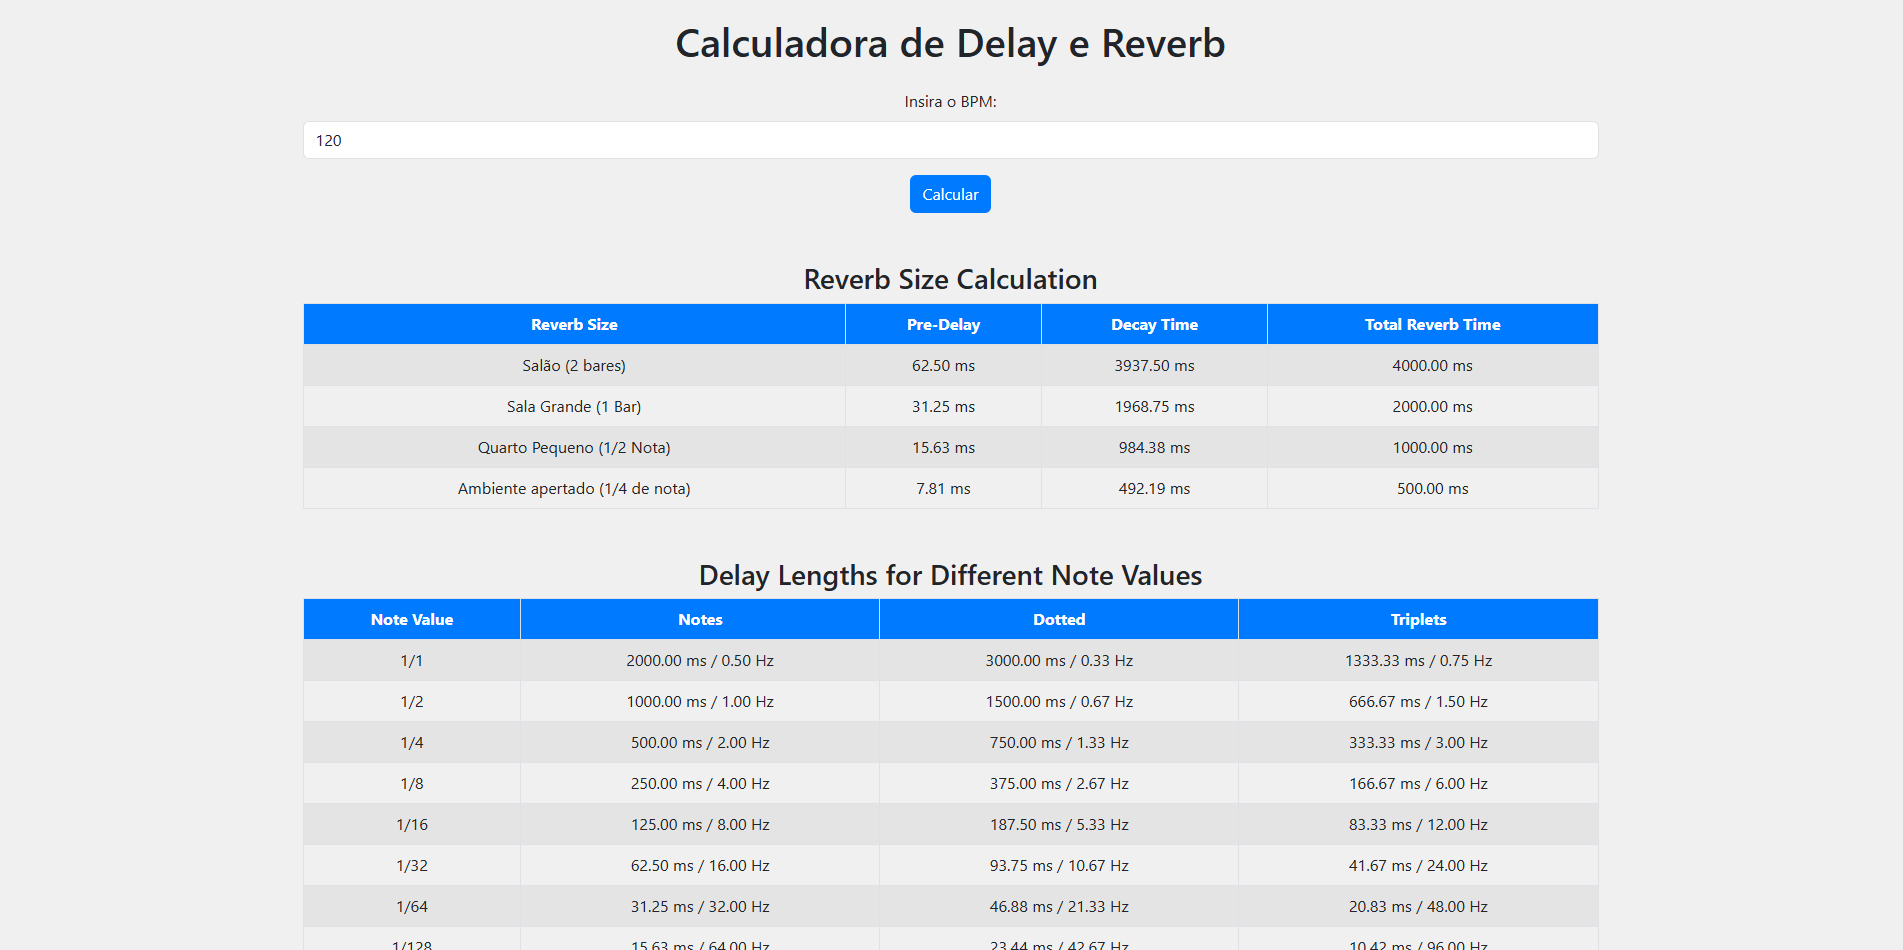 Calculadora de Delay e Reverb
Insira o BPM:
120
Calcular
Reverb Size Calculation
Reverb Size Pre-Delay Decay Time Total Reverb Time
Salão (2 bares) 62.50 ms 3937.50 ms 4000.00 ms
Sala Grande (1 Bar) 31.25 ms 1968.75 ms 2000.00 ms
Quarto Pequeno (1/2 Nota) 15.63 ms 984.38 ms 1000.00 ms
Ambiente apertado (1/4 de nota) 7.81 ms 492.19 ms 500.00 ms
Delay Lengths for Different Note Values
Note Value Notes Dotted Triplets
1/1 2000.00 ms / 0.50 Hz 3000.00 ms / 0.33 Hz 1333.33 ms / 0.75 Hz
1/2 1000.00 ms / 1.00 Hz 1500.00 ms / 0.67 Hz 666.67 ms / 1.50 Hz
1/4 500.00 ms / 2.00 Hz 750.00 ms / 1.33 Hz 333.33 ms / 3.00 Hz
1/8 250.00 ms / 4.00 Hz 375.00 ms / 2.67 Hz 166.67 ms / 6.00 Hz
1/16 125.00 ms / 8.00 Hz 187.50 ms / 5.33 Hz 83.33 ms / 12.00 Hz
1/32 62.50 ms / 16.00 Hz 93.75 ms / 10.67 Hz 41.67 ms / 24.00 Hz
1/64 31.25 ms / 32.00 Hz 46.88 ms / 21.33 Hz 20.83 ms / 48.00 Hz
1/128 15.63 ms / 64.00 Hz 23.44 ms / 42.67 Hz 10.42 ms / 96.00 Hz